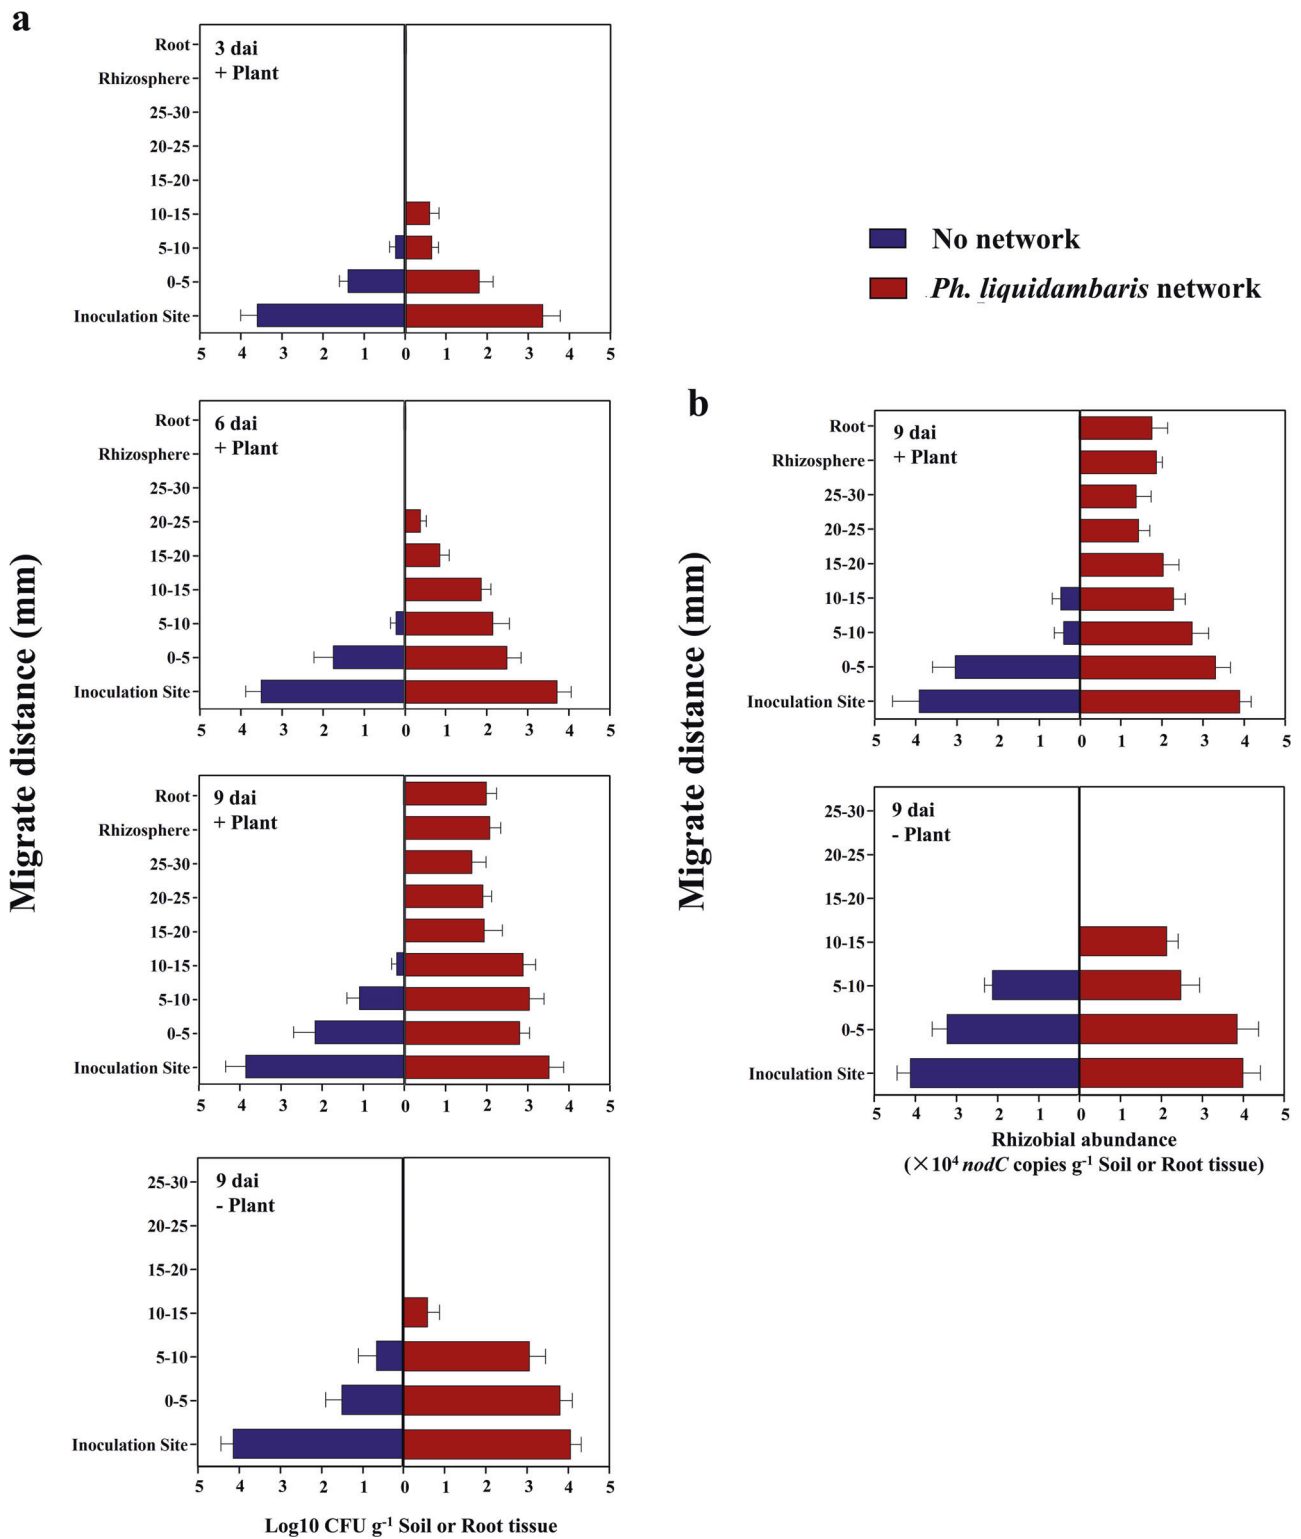 a
3 dai
+ Plant
Root
Rhizosphere
25-30
20-25
15-20
10-15
5-10
0-5
Inoculation Site
5 4 3 2 1 0 1 2 3 4 5
No network
Ph. liquidambaris network
6 dai
+ Plant
Root
Rhizosphere
25-30
20-25
15-20
10-15
5-10
0-5
Inoculation Site
5 4 3 2 1 0 1 2 3 4 5
Migrate distance (mm)
9 dai
+ Plant
Root
Rhizosphere
25-30
20-25
15-20
10-15
5-10
0-5
Inoculation Site
5 4 3 2 1 0 1 2 3 4 5
9 dai
- Plant
25-30
20-25
15-20
10-15
5-10
0-5
Inoculation Site
5 4 3 2 1 0 1 2 3 4 5
Log10 CFU g⁻¹ Soil or Root tissue
b
9 dai
+ Plant
Root
Rhizosphere
25-30
20-25
15-20
10-15
5-10
0-5
Inoculation Site
5 4 3 2 1 0 1 2 3 4 5
Migrate distance (mm)
9 dai
- Plant
25-30
20-25
15-20
10-15
5-10
0-5
Inoculation Site
5 4 3 2 1 0 1 2 3 4 5
Rhizobial abundance
(×10⁴ nodC copies g⁻¹ Soil or Root tissue)